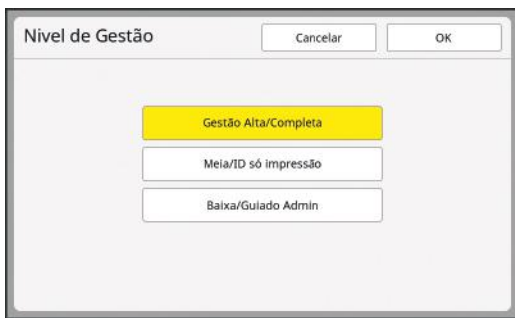 Nivel de Gestão
Cancelar
OK
Gestão Alta/Completa
Meia/ID só impressão
Baixa/Guiado Admin